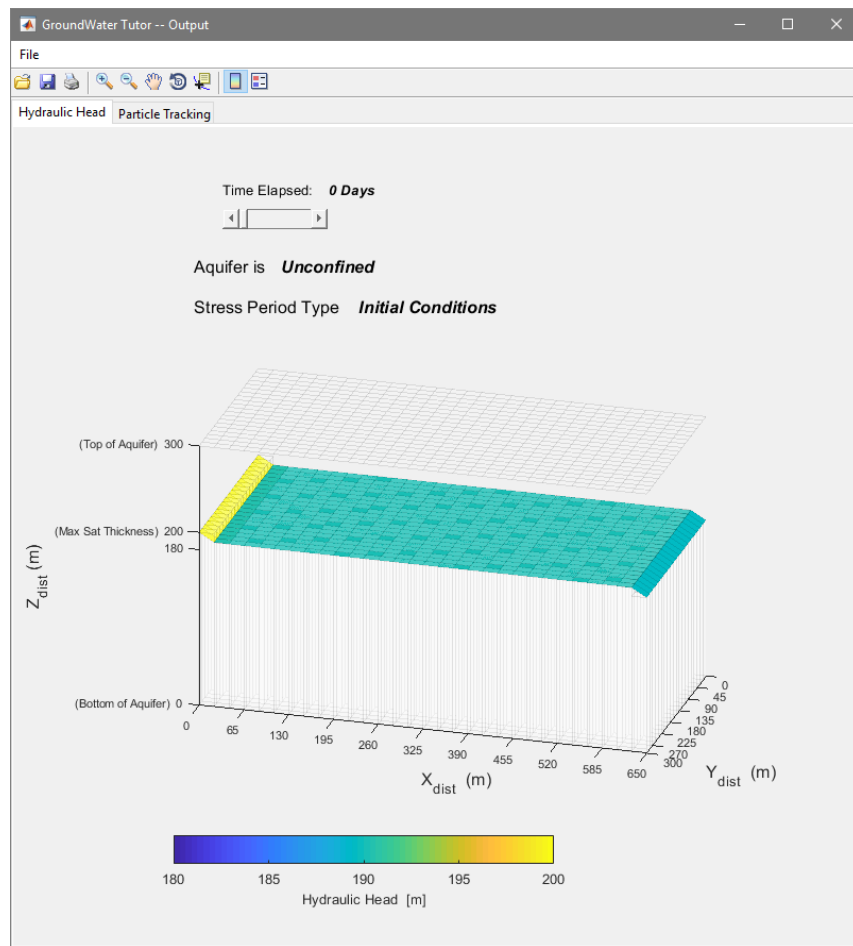 GroundWater Tutor -- Output
File
Hydraulic Head Particle Tracking
Time Elapsed: 0 Days
Aquifer is Unconfined
Stress Period Type Initial Conditions
(Top of Aquifer) 300
(Max Sat Thickness) 200
180
(Bottom of Aquifer) 0
Z_dist (m)
0 65 130 195 260 325 390 455 520 585 650
X_dist (m)
0
45
90
135
180
225
270
300
Y_dist (m)
180 185 190 195 200
Hydraulic Head [m]